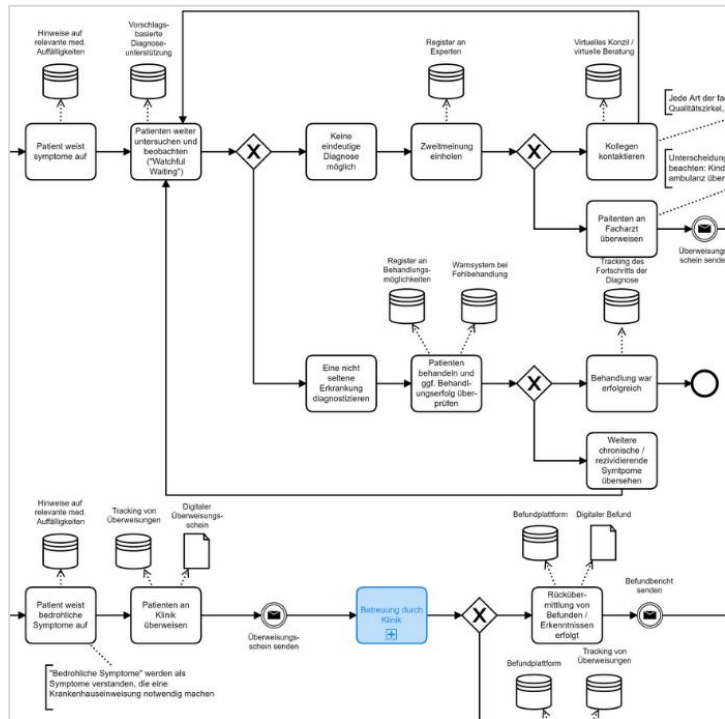 Hinweise auf
relevante med.
Auffälligkeiten
Vorschlags-
basierte
Diagnose-
unterstützung
Register an
Experten
Virtuelles Konzil /
virtuelle Beratung
Jede Art der fac
Qualitätszirkel,
Patient weist
symptome auf
Patienten weiter
untersuchen und
beobachten
("Watchful
Waiting")
X
Keine
eindeutige
Diagnose
möglich
Zweitmeinung
einholen
X
Kollegen
kontaktieren
Unterscheidung
beachten: Kind
ambulanz über
Paitenten an
Facharzt
überweisen
Überweisungs
schein senden
Register an
Behandlungs-
möglichkeiten
Warnsystem bei
Fehlbehandlung
Tracking des
Fortschritts der
Diagnose
Eine nicht
seltene
Erkrankung
diagnostizieren
Patienten
behandeln und
ggf. Behandl-
ungserfolg über-
prüfen
X
Behandlung war
erfolgreich
Weitere
chronische /
rezividierende
Symtpome
übersehen
Hinweise auf
relevante med.
Auffälligkeiten
Tracking von
Überweisungen
Digitaler
Überweisungs-
schein
Befundplattform
Digitaler Befund
Patient weist
bedrohliche
Symptome auf
Patienten an
Klinik
überweisen
Überweisungs-
schein senden
Betreuung durch
Klinik
X
Rücküber-
mittlung von
Befunden /
Erkenntnissen
erfolgt
Befundbericht
senden
"Bedrohliche Symptome" werden als
Symptome verstanden, die eine
Krankenhauseinweisung notwendig machen
Befundplattform
Tracking von
Überweisungen